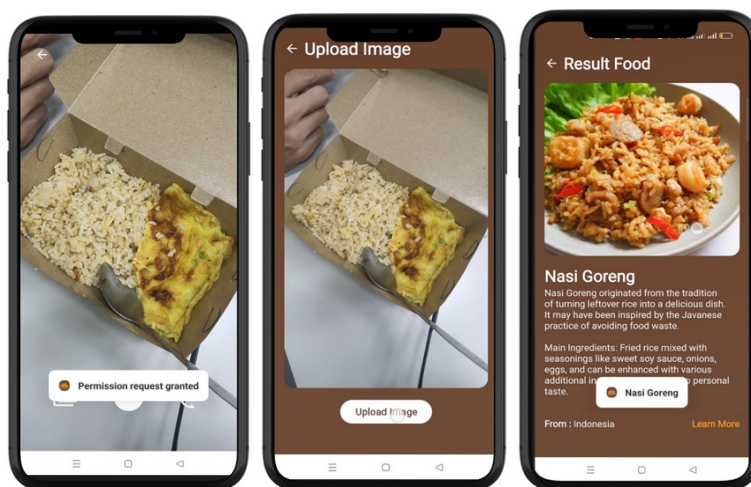 Permission request granted
Upload Image
Upload Image
Result Food
Nasi Goreng
Nasi Goreng originated from the tradition
of turning leftover rice into a delicious dish.
It may have been inspired by the Javanese
practice of avoiding food waste.
Main Ingredients: Fried rice mixed with
seasonings like sweet soy sauce, onions,
eggs, and can be enhanced with various
additional personal
taste.
Nasi Goreng
From : Indonesia
Learn More